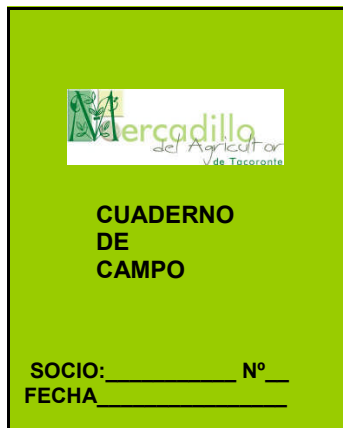 Mercadillo
del Agricultor
de Tacoronte
CUADERNO
DE
CAMPO
SOCIO:___________ Nº__
FECHA_________________